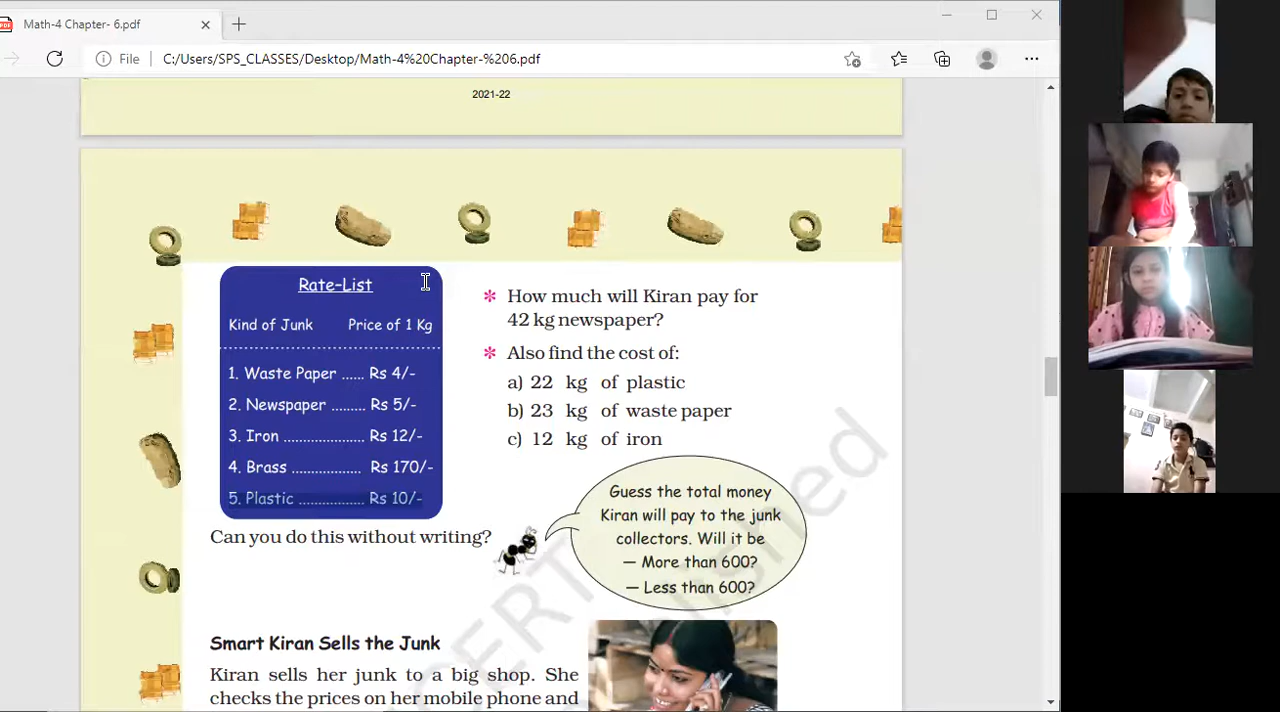 Math-4 Chapter- 6.pdf
File C:/Users/SPS_CLASSES/Desktop/Math-4%20Chapter-%206.pdf
2021-22
Rate-List
Kind of Junk Price of 1 Kg
1. Waste Paper ...... Rs 4/-
2. Newspaper ......... Rs 5/-
3. Iron ..................... Rs 12/-
4. Brass .................. Rs 170/-
5. Plastic ................. Rs 10/-
Can you do this without writing?
* How much will Kiran pay for
42 kg newspaper?
* Also find the cost of:
a) 22 kg of plastic
b) 23 kg of waste paper
c) 12 kg of iron
Guess the total money
Kiran will pay to the junk
collectors. Will it be
— More than 600?
— Less than 600?
Smart Kiran Sells the Junk
Kiran sells her junk to a big shop. She
checks the prices on her mobile phone and